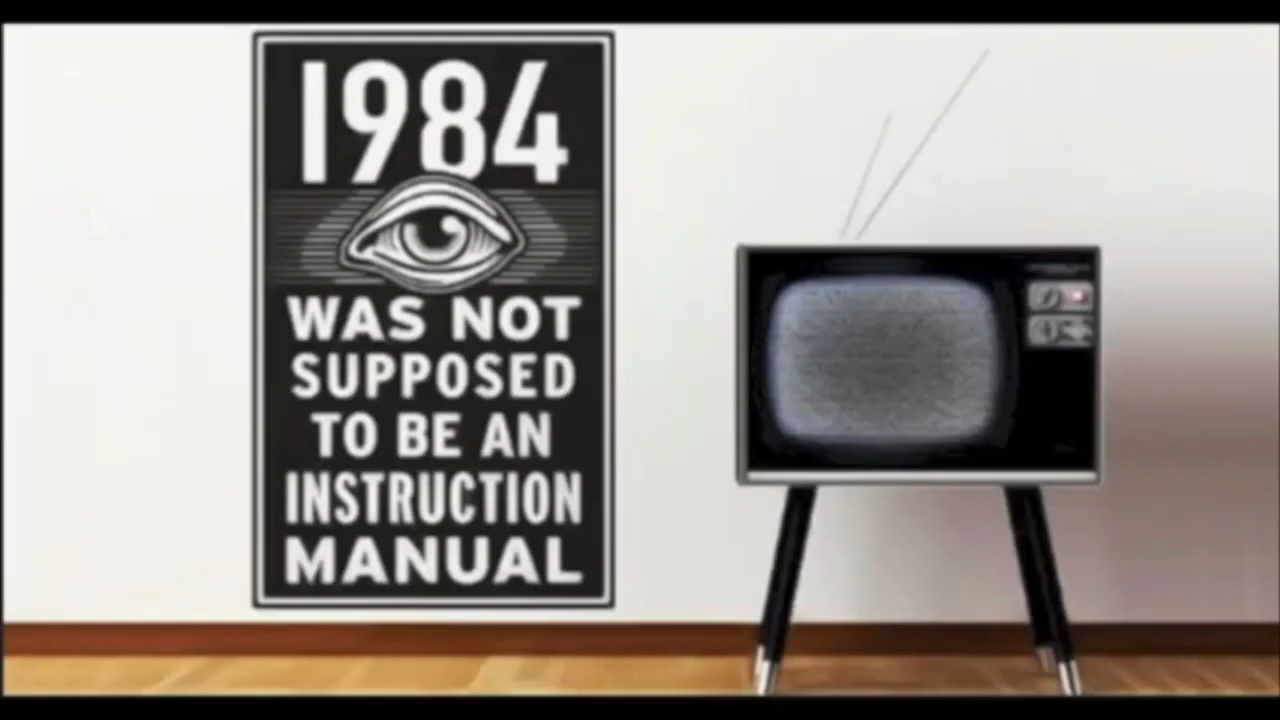 1984
WAS NOT
SUPPOSED
TO BE AN
INSTRUCTION
MANUAL